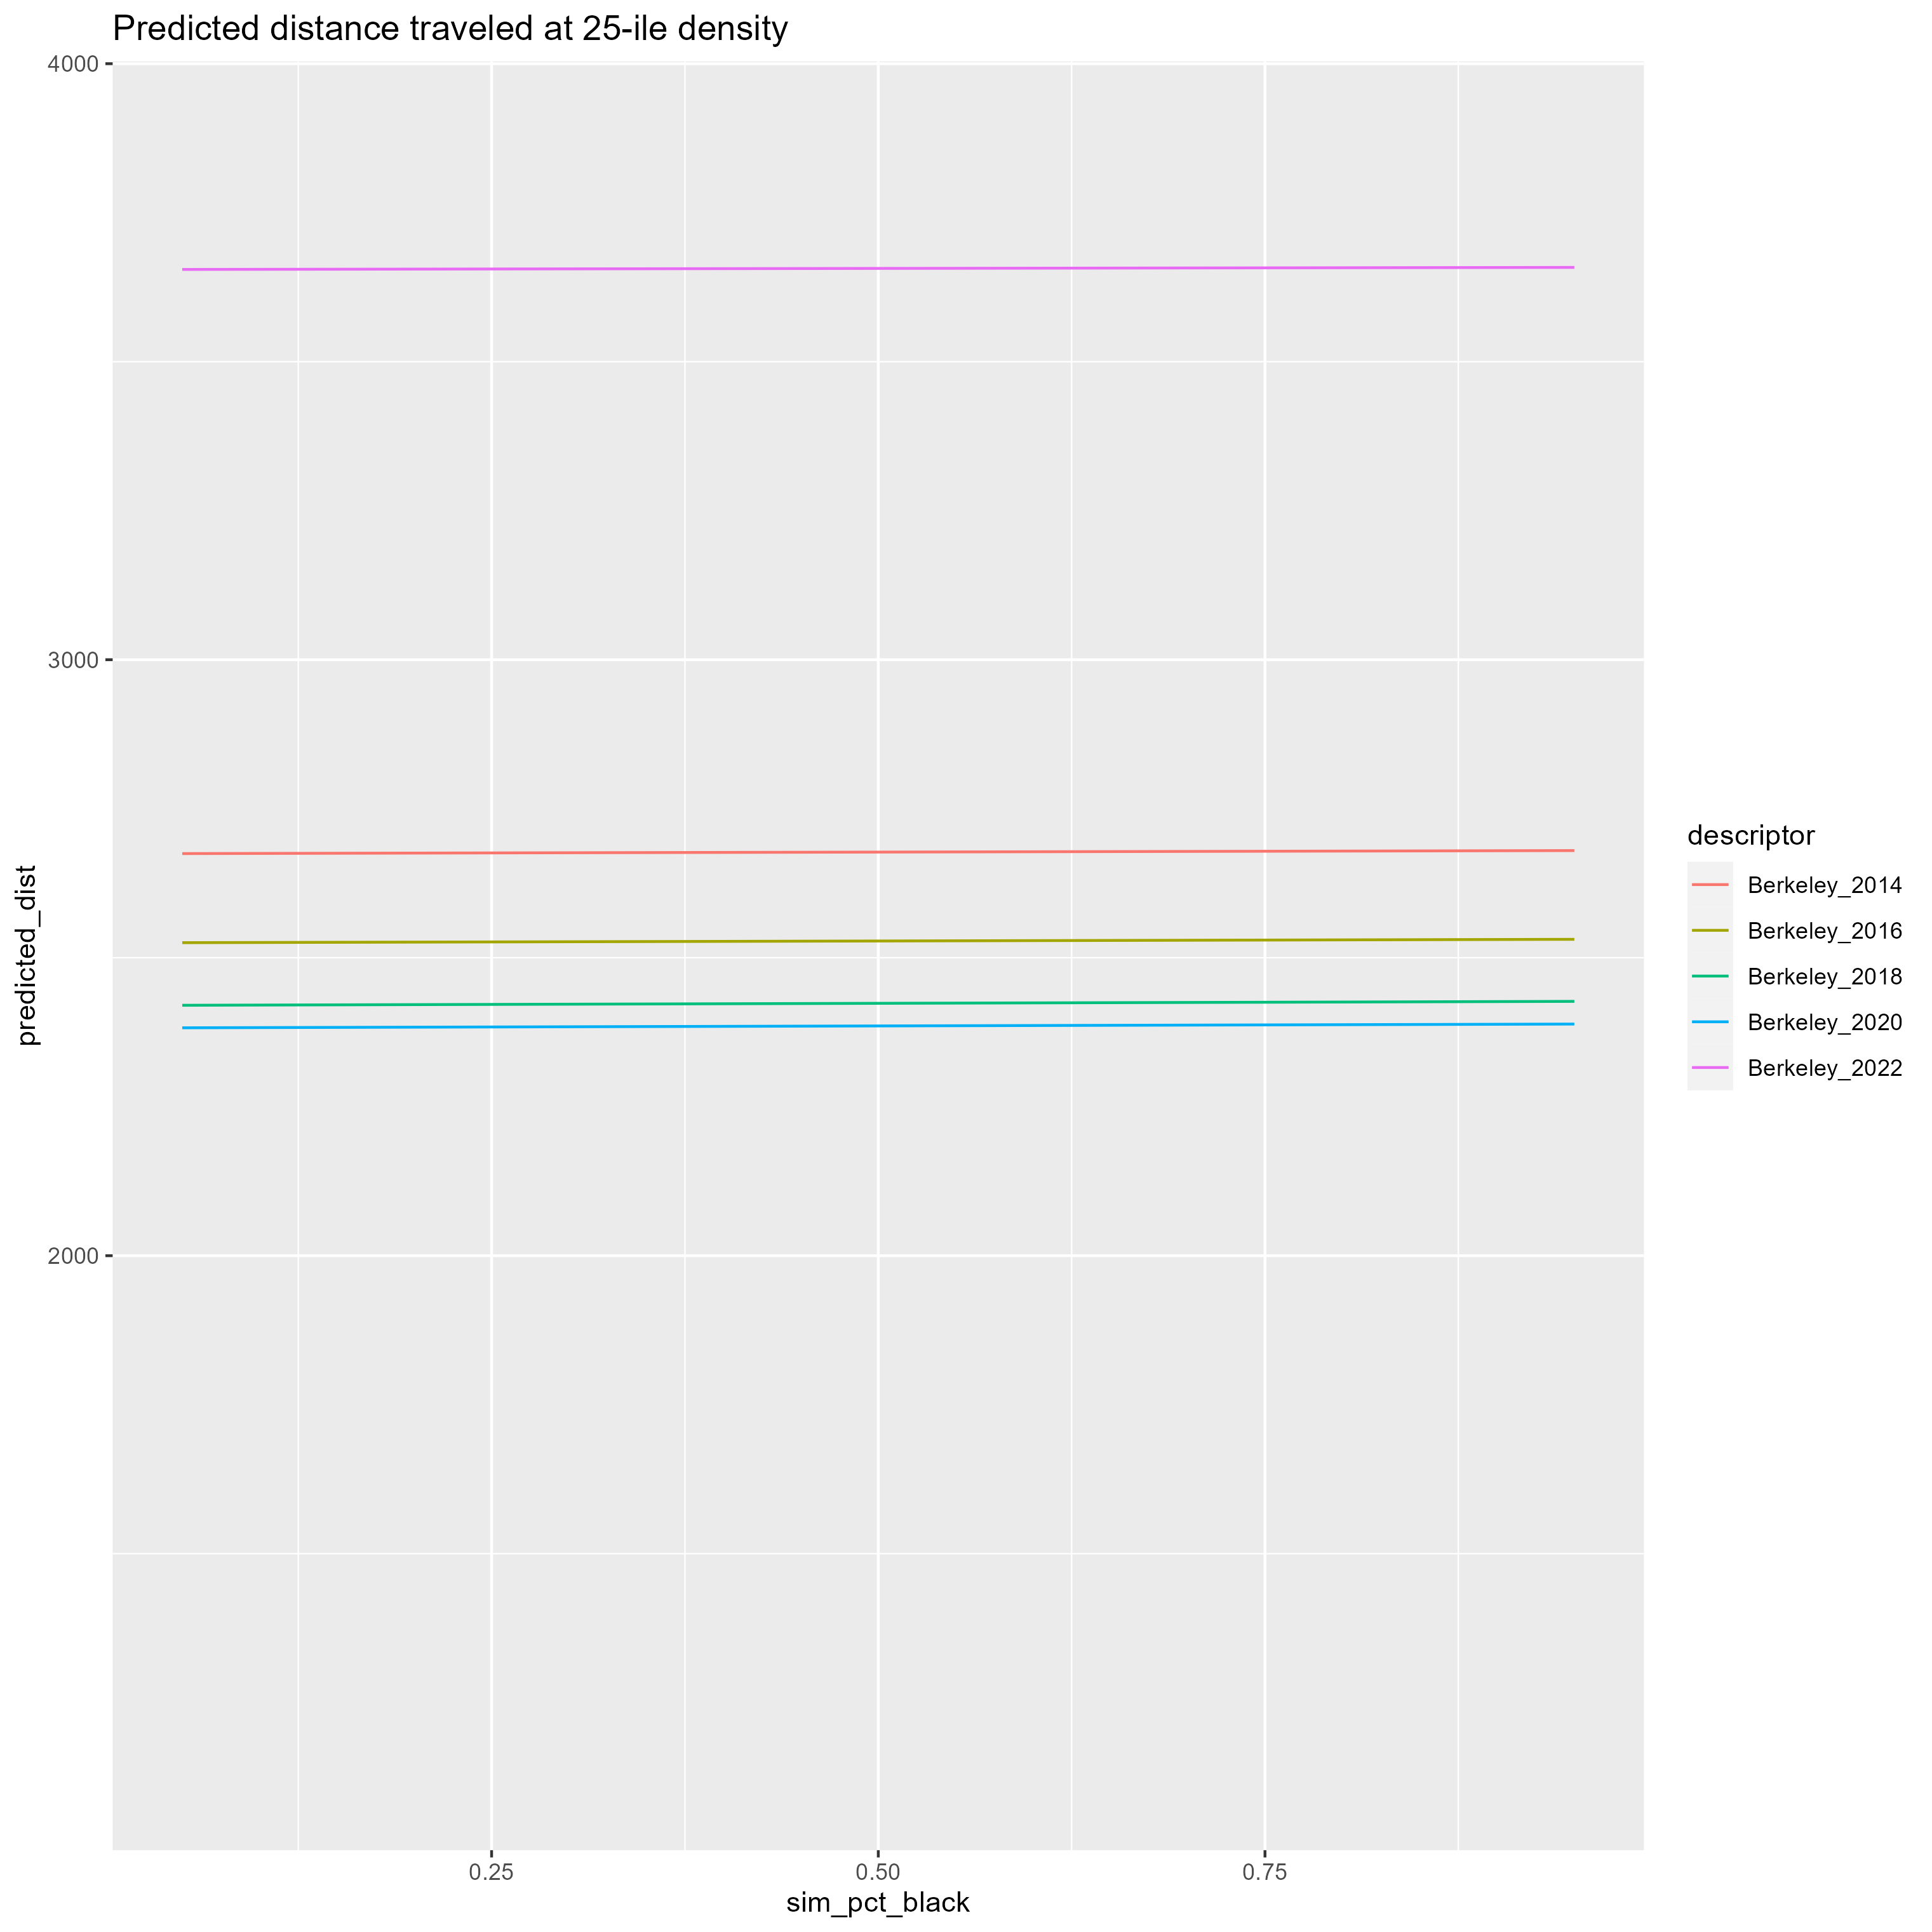 Predicted distance traveled at 25-ile density
4000
3000
2000
predicted_dist
0.25
0.50
0.75
sim_pct_black
descriptor
Berkeley_2014
Berkeley_2016
Berkeley_2018
Berkeley_2020
Berkeley_2022